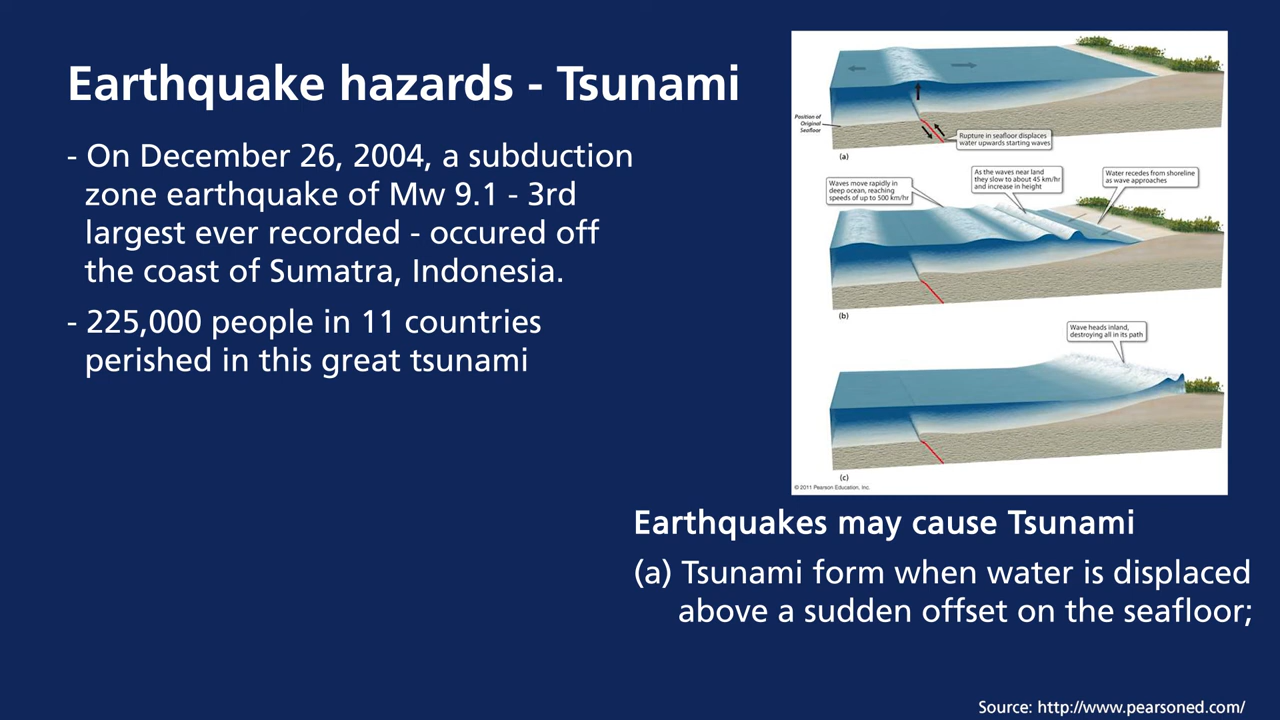 Earthquake hazards - Tsunami
- On December 26, 2004, a subduction
zone earthquake of Mw 9.1 - 3rd
largest ever recorded - occured off
the coast of Sumatra, Indonesia.
- 225,000 people in 11 countries
perished in this great tsunami
Position of
Original
Seafloor
Rupture in seafloor displaces
water upwards starting waves
(a)
Waves move rapidly in
deep ocean, reaching
speeds of up to 500 km/hr
As the waves near land
they slow to about 45 km/hr
and increase in height
Water recedes from shoreline
as wave approaches
(b)
Wave heads inland,
destroying all in its path
(c)
© 2011 Pearson Education, Inc.
Earthquakes may cause Tsunami
(a) Tsunami form when water is displaced
above a sudden offset on the seafloor;
Source: http://www.pearsoned.com/